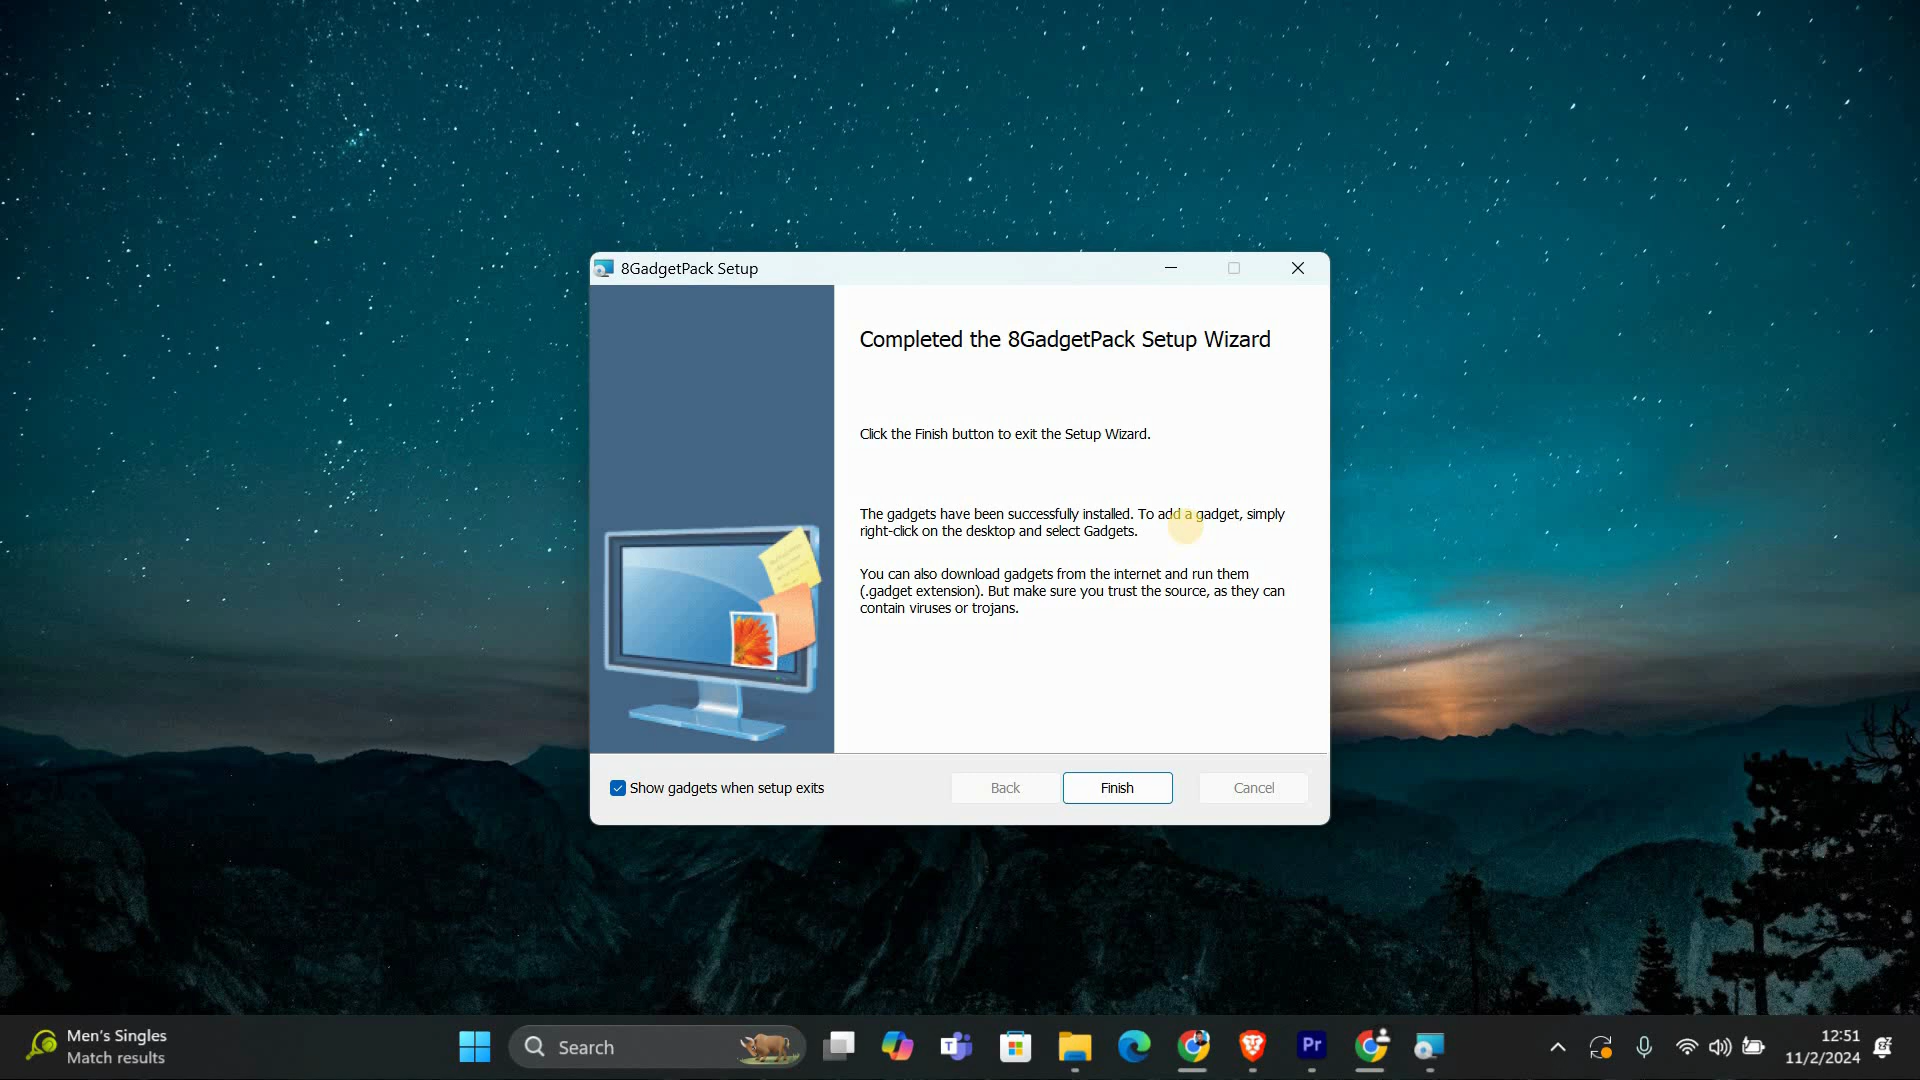 8GadgetPack Setup
Completed the 8GadgetPack Setup Wizard
Click the Finish button to exit the Setup Wizard.
The gadgets have been successfully installed. To add a gadget, simply
right-click on the desktop and select Gadgets.
You can also download gadgets from the internet and run them
(.gadget extension). But make sure you trust the source, as they can
contain viruses or trojans.
Show gadgets when setup exits
Back
Finish
Cancel
Men's Singles
Match results
Search
T
Pr
12:51
11/2/2024